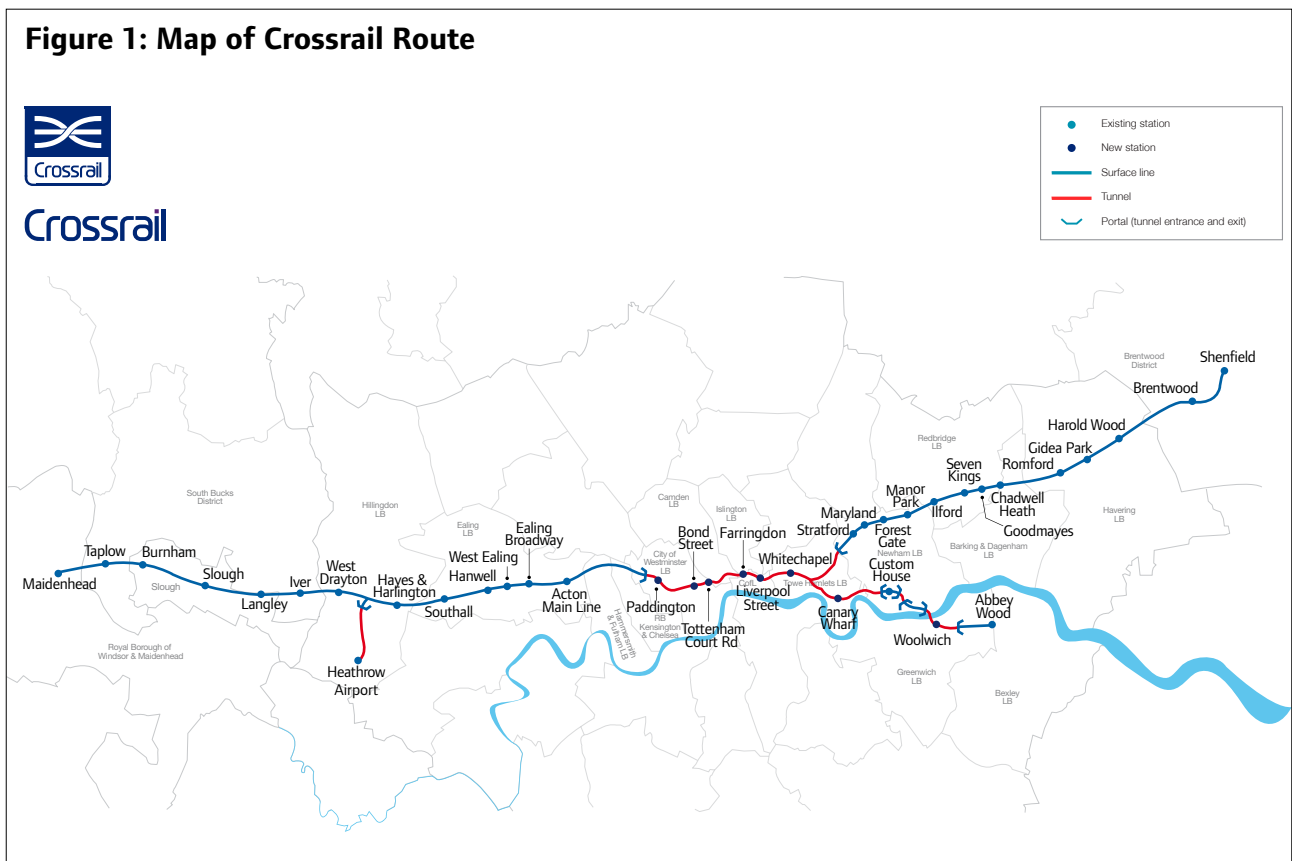 Figure 1: Map of Crossrail Route
Crossrail
Crossrail
Existing station
New station
Surface line
Tunnel
Portal (tunnel entrance and exit)
Shenfield
Brentwood
District
Brentwood
Harold Wood
Gidea Park
Redbridge
LB
Romford
Seven
Kings
Chadwell
Heath
Goodmayes
Ilford
Manor
Park
Forest
Gate
Maryland
Stratford
Havering
LB
Barking & Dagenham
LB
Newham LB
South Bucks
District
Hillingdon
LB
Ealing
LB
Camden
LB
Islington
LB
Ealing
Broadway
West Ealing
Hanwell
Bond
Street
Farringdon
Whitechapel
City of
Westminster
LB
CofL
Towe Hamlets LB
Liverpool
Street
Custom
House
Canary
Wharf
Abbey
Wood
Woolwich
Taplow
Burnham
Maidenhead
Slough
Slough
Langley
Iver
West
Drayton
Hayes &
Harlington
Southall
Acton
Main Line
Paddington
RB
Kensington
& Chelsea
Tottenham
Court Rd
Hammersmith
& Fulham LB
Heathrow
Airport
Royal Borough of
Windsor & Maidenhead
Greenwich
LB
Bexley
LB